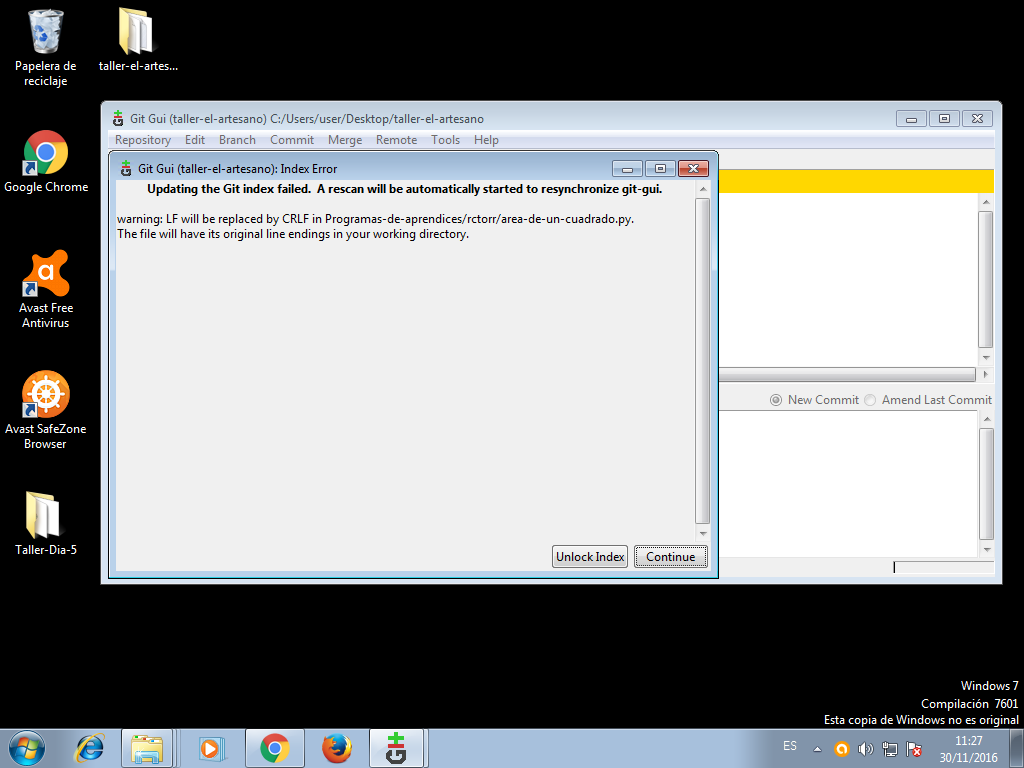 Papelera de
reciclaje
taller-el-artes...
Google Chrome
Avast Free
Antivirus
Avast SafeZone
Browser
Taller-Dia-5
Git Gui (taller-el-artesano) C:/Users/user/Desktop/taller-el-artesano
Repository Edit Branch Commit Merge Remote Tools Help
Git Gui (taller-el-artesano): Index Error
Updating the Git index failed. A rescan will be automatically started to resynchronize git-gui.
warning: LF will be replaced by CRLF in Programas-de-aprendices/rctorr/area-de-un-cuadrado.py.
The file will have its original line endings in your working directory.
New Commit Amend Last Commit
Unlock Index Continue
Windows 7
Compilación 7601
Esta copia de Windows no es original
ES
11:27
30/11/2016